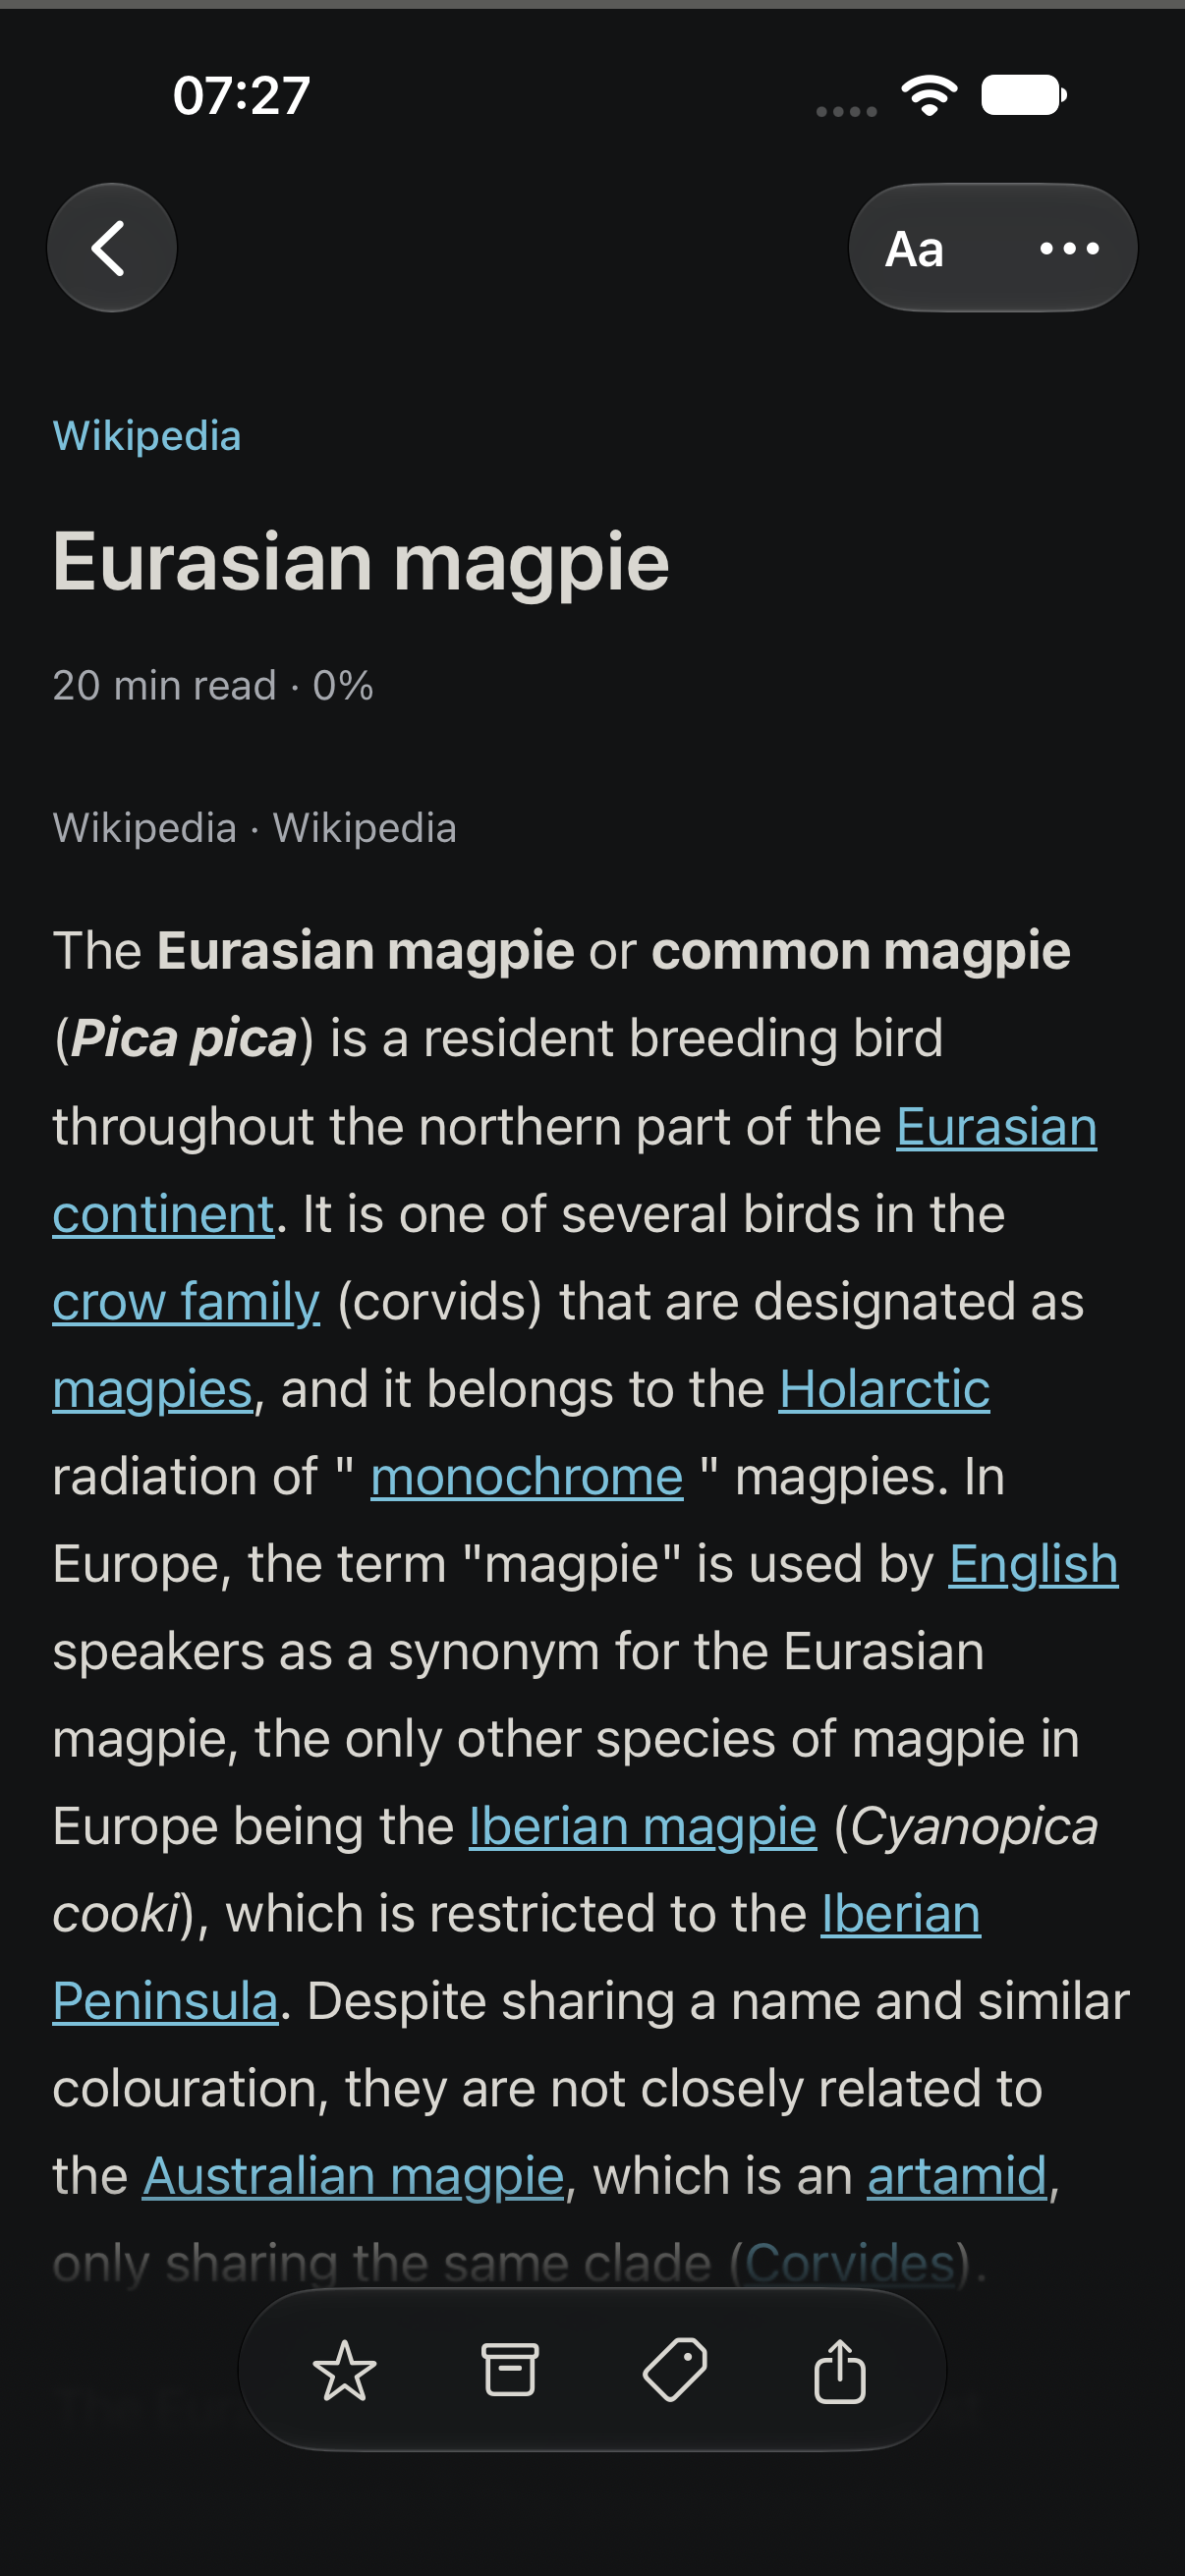 07:27
Aa
Wikipedia
Eurasian magpie
20 min read · 0%
Wikipedia · Wikipedia
The Eurasian magpie or common magpie
(Pica pica) is a resident breeding bird
throughout the northern part of the Eurasian
continent. It is one of several birds in the
crow family (corvids) that are designated as
magpies, and it belongs to the Holarctic
radiation of " monochrome " magpies. In
Europe, the term "magpie" is used by English
speakers as a synonym for the Eurasian
magpie, the only other species of magpie in
Europe being the Iberian magpie (Cyanopica
cooki), which is restricted to the Iberian
Peninsula. Despite sharing a name and similar
colouration, they are not closely related to
the Australian magpie, which is an artamid,
only sharing the same clade (Corvides).